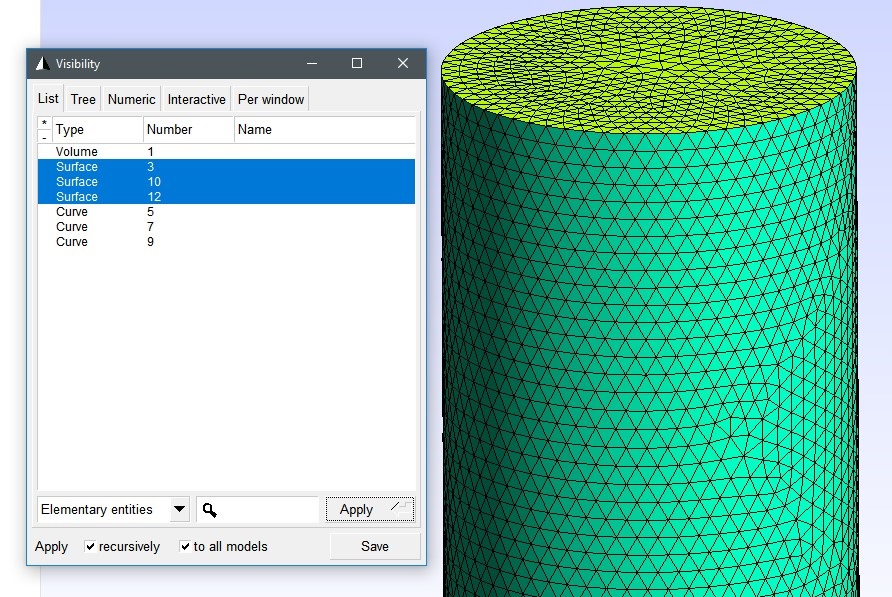 Visibility
List Tree Numeric Interactive Per window
* Type Number Name
-
Volume 1
Surface 3
Surface 10
Surface 12
Curve 5
Curve 7
Curve 9
Elementary entities Apply
Apply recursively to all models Save